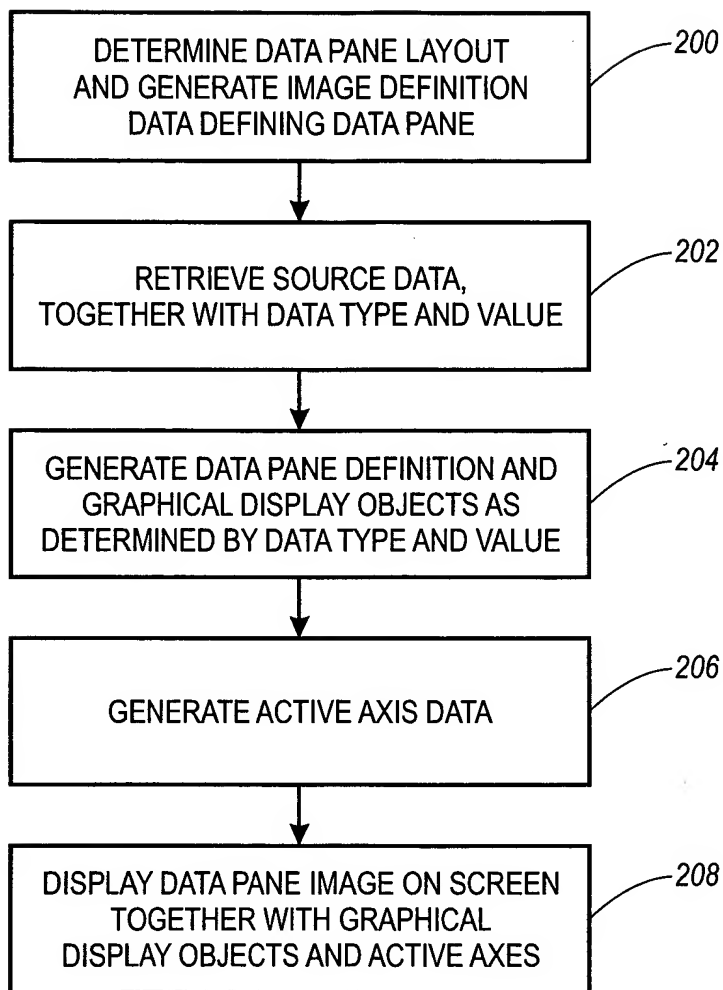 DETERMINE DATA PANE LAYOUT
AND GENERATE IMAGE DEFINITION
DATA DEFINING DATA PANE
200
RETRIEVE SOURCE DATA,
TOGETHER WITH DATA TYPE AND VALUE
202
GENERATE DATA PANE DEFINITION AND
GRAPHICAL DISPLAY OBJECTS AS
DETERMINED BY DATA TYPE AND VALUE
204
GENERATE ACTIVE AXIS DATA
206
DISPLAY DATA PANE IMAGE ON SCREEN
TOGETHER WITH GRAPHICAL
DISPLAY OBJECTS AND ACTIVE AXES
208